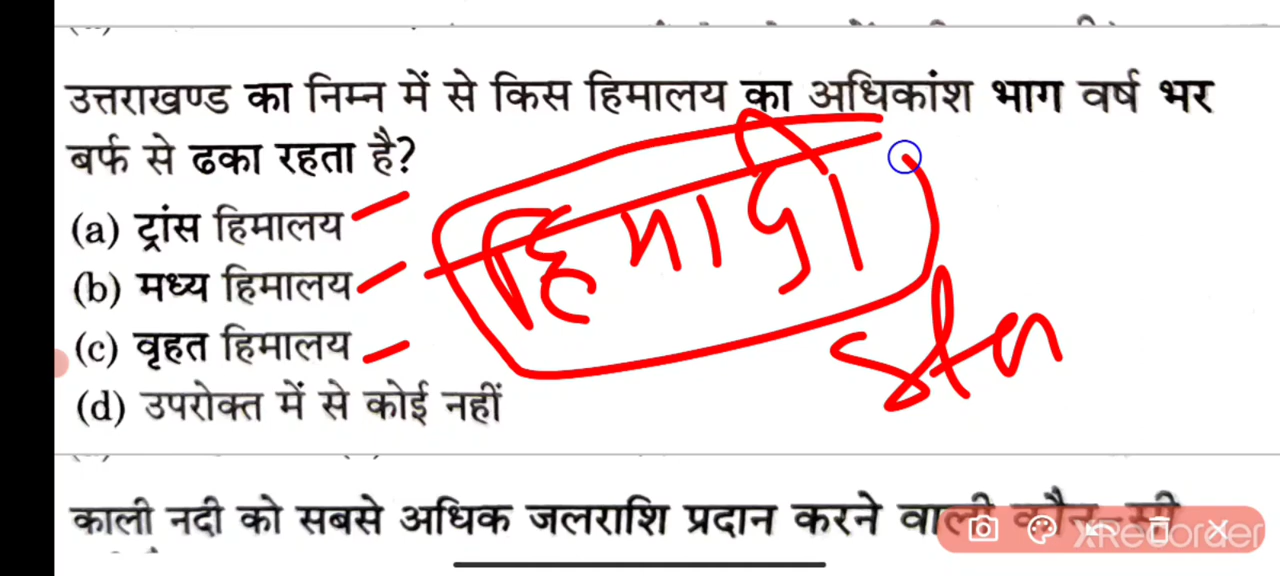 उत्तराखण्ड का निम्न में से किस हिमालय का अधिकांश भाग वर्ष भर
बर्फ से ढका रहता है?
(a) ट्रांस हिमालय
(b) मध्य हिमालय
(c) वृहत हिमालय
(d) उपरोक्त में से कोई नहीं
काली नदी को सबसे अधिक जलराशि प्रदान करने वाली कौन सी
XRecorder